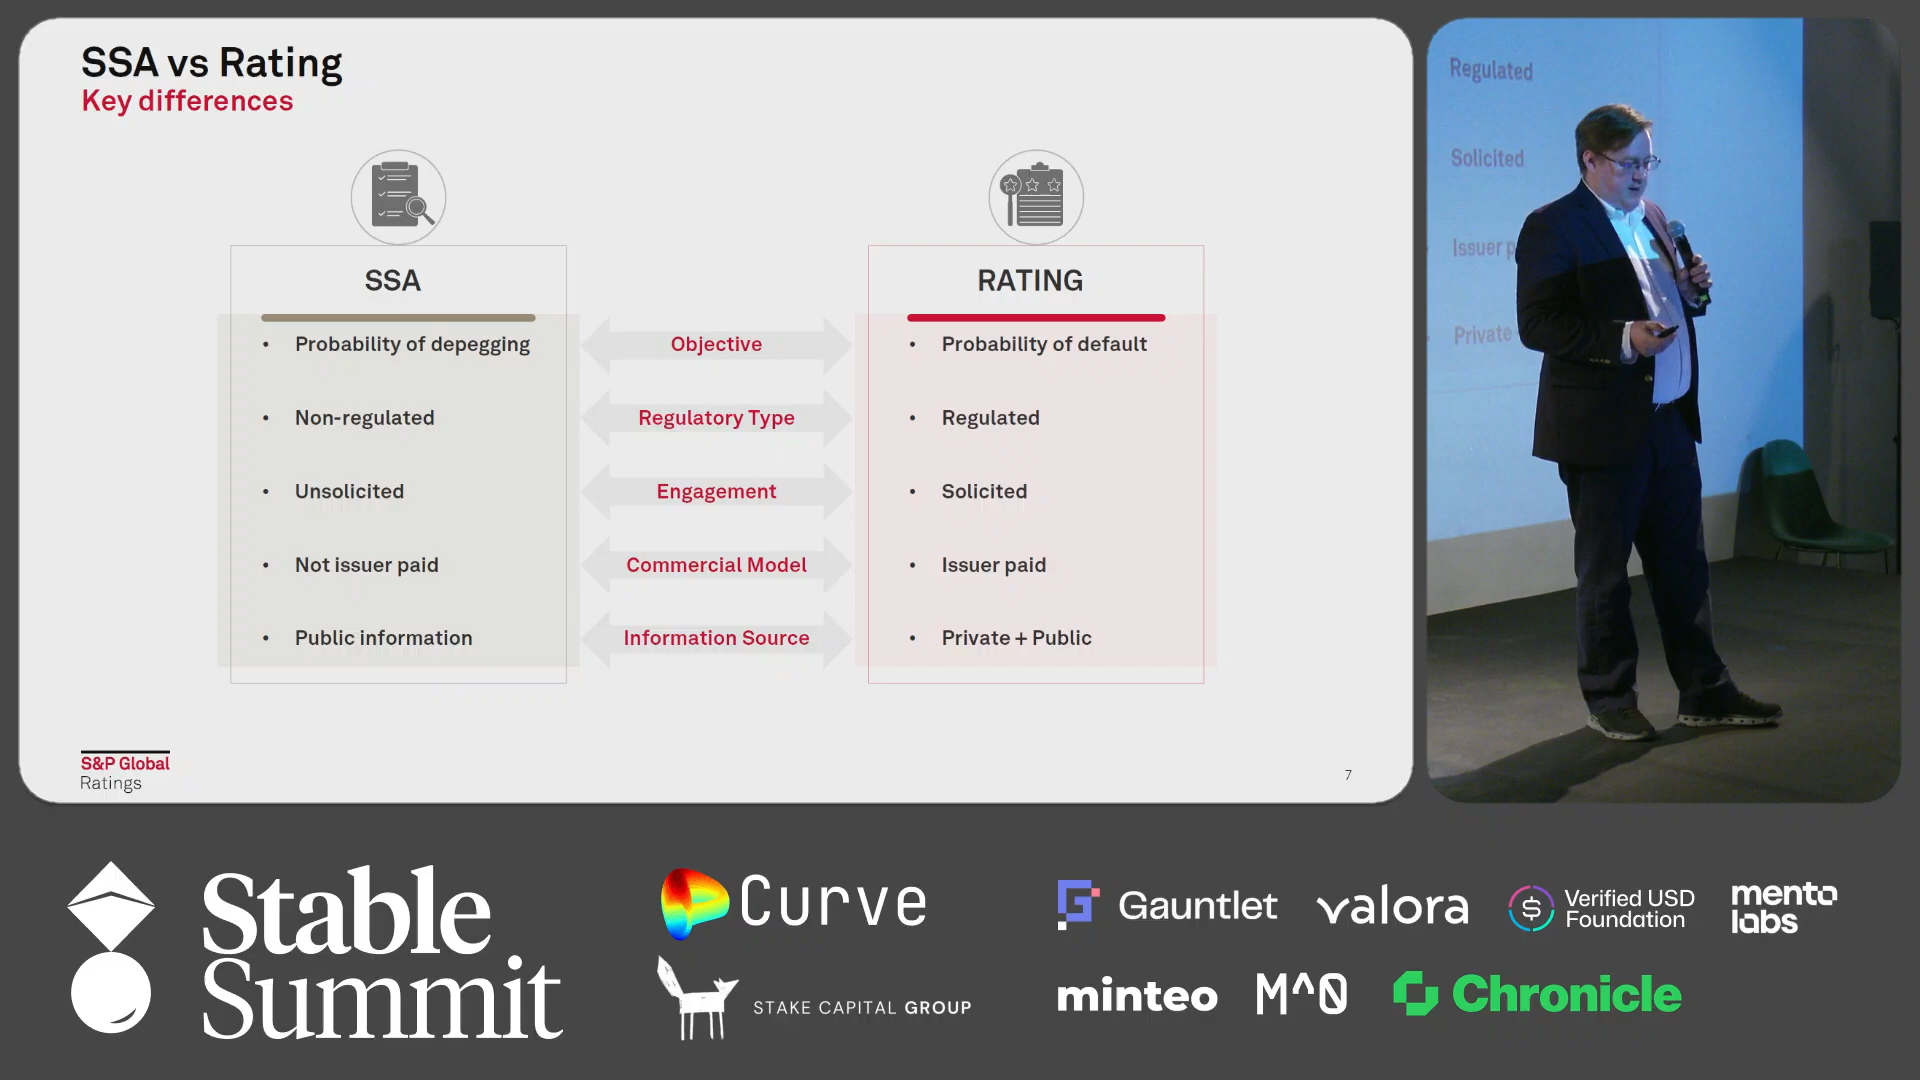 SSA vs Rating
Key differences
SSA
RATING
• Probability of depegging
Objective
• Probability of default
• Non-regulated
Regulatory Type
• Regulated
• Unsolicited
Engagement
• Solicited
• Not issuer paid
Commercial Model
• Issuer paid
• Public information
Information Source
• Private + Public
S&P Global
Ratings
7
Regulated
Solicited
Issuer p
Private
Stable
Summit
Curve
STAKE CAPITAL GROUP
Gauntlet
valora
Verified USD
Foundation
mento
labs
minteo
M^0
Chronicle